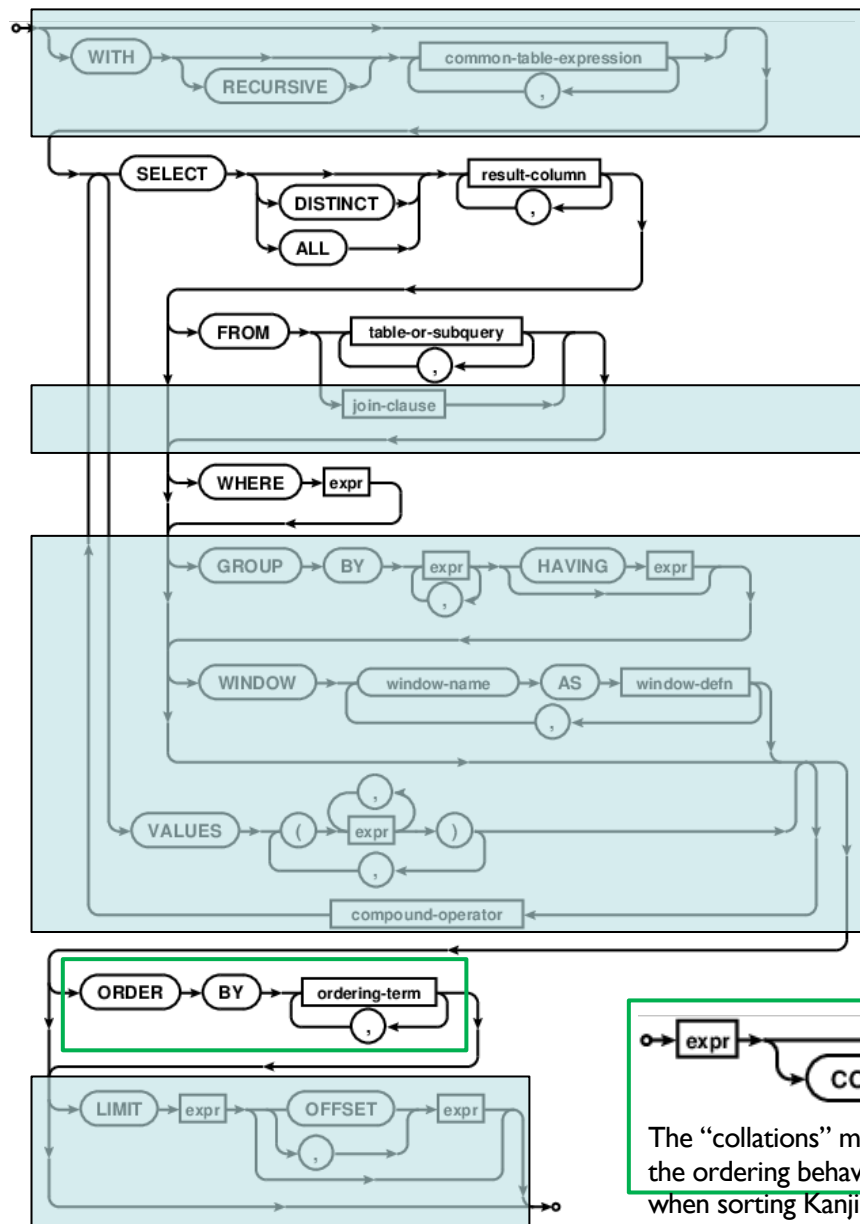 WITH
RECURSIVE
common-table-expression
,
SELECT
DISTINCT
ALL
result-column
,
FROM
table-or-subquery
,
join-clause
WHERE expr
GROUP BY expr HAVING expr
,
WINDOW window-name AS window-defn
,
,
VALUES ( expr )
,
compound-operator
ORDER BY ordering-term
,
LIMIT expr OFFSET expr
,
expr
The “collations”
the ordering
when sorting Kanji